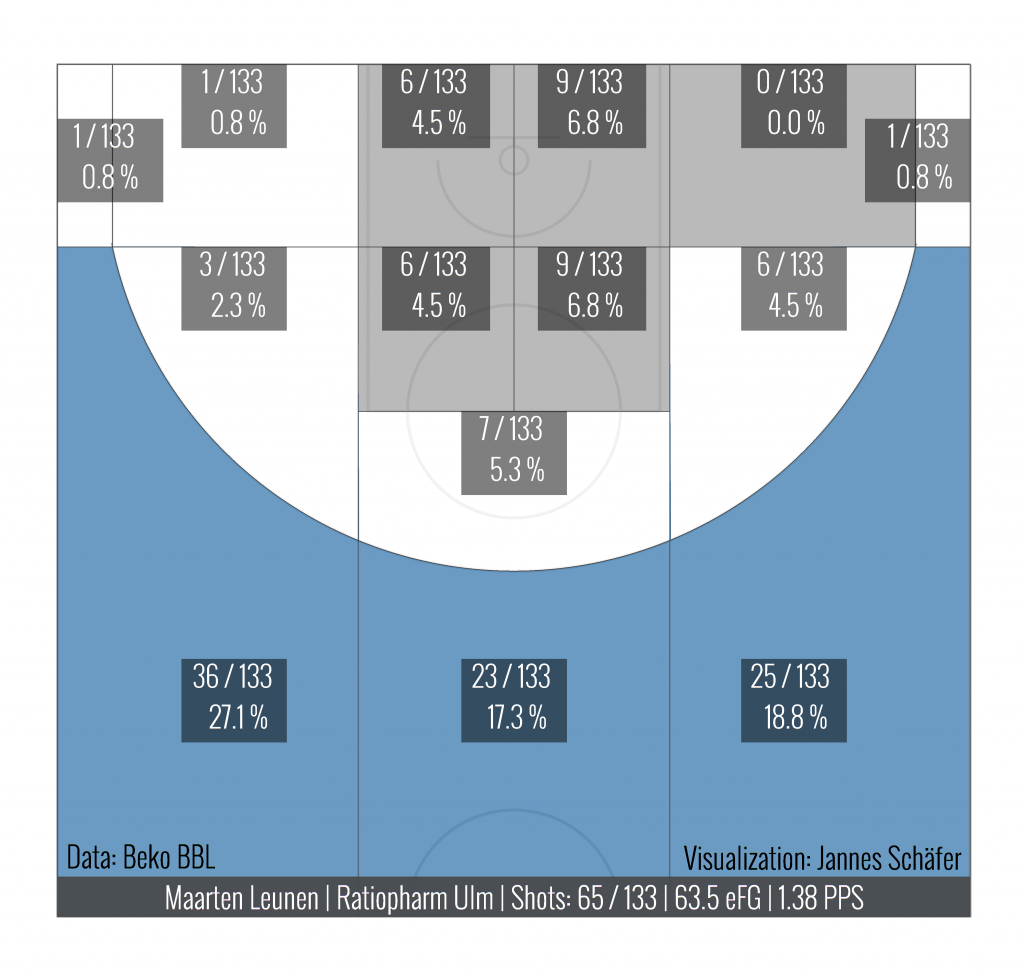 1 / 133
0.8 %
6 / 133
4.5 %
9 / 133
6.8 %
0 / 133
0.0 %
1 / 133
0.8 %
1 / 133
0.8 %
3 / 133
2.3 %
6 / 133
4.5 %
9 / 133
6.8 %
6 / 133
4.5 %
7 / 133
5.3 %
36 / 133
27.1 %
23 / 133
17.3 %
25 / 133
18.8 %
Data: Beko BBL
Visualization: Jannes Schäfer
Maarten Leunen | Ratiopharm Ulm | Shots: 65 / 133 | 63.5 eFG | 1.38 PPS